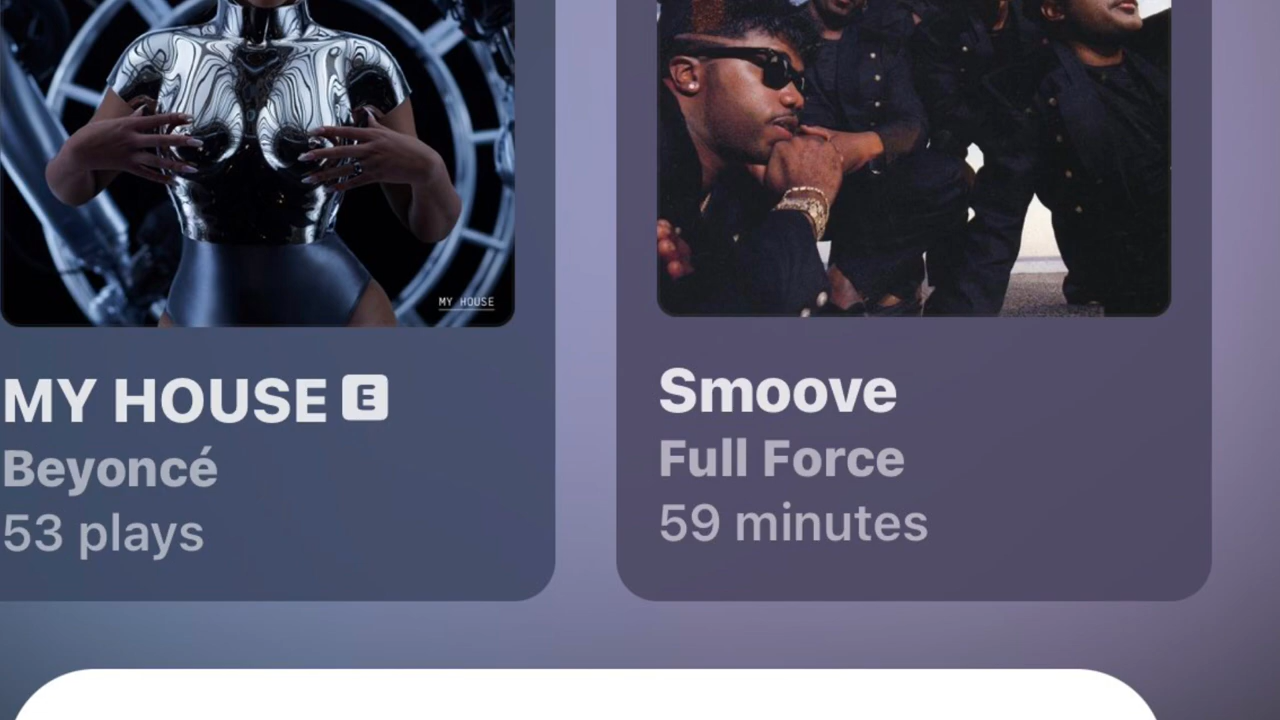 MY HOUSE
MY HOUSE E
Beyoncé
53 plays
Smoove
Full Force
59 minutes